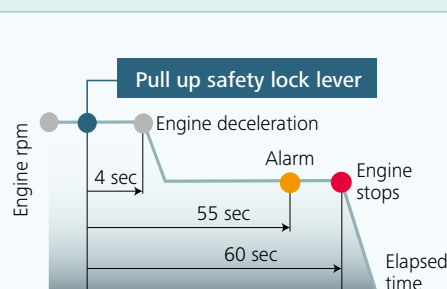 Pull up safety lock lever
Engine deceleration
Engine rpm
Alarm
Engine
stops
4 sec
55 sec
60 sec
Elapsed
time